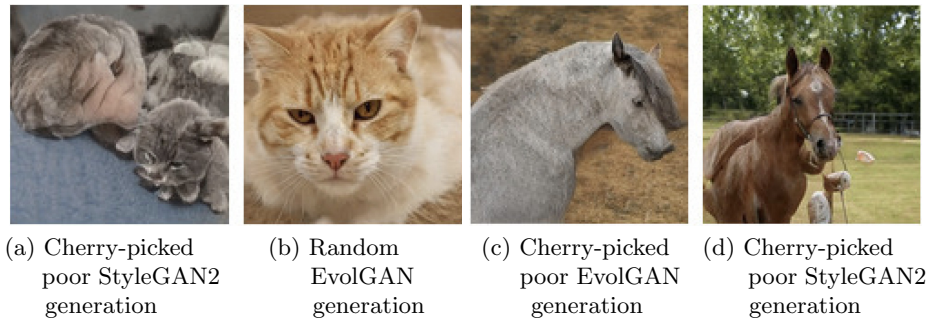 (a) Cherry-picked
poor StyleGAN2
generation
(b) Random
EvolGAN
generation
(c) Cherry-picked
poor EvolGAN
generation
(d) Cherry-picked
poor StyleGAN2
generation